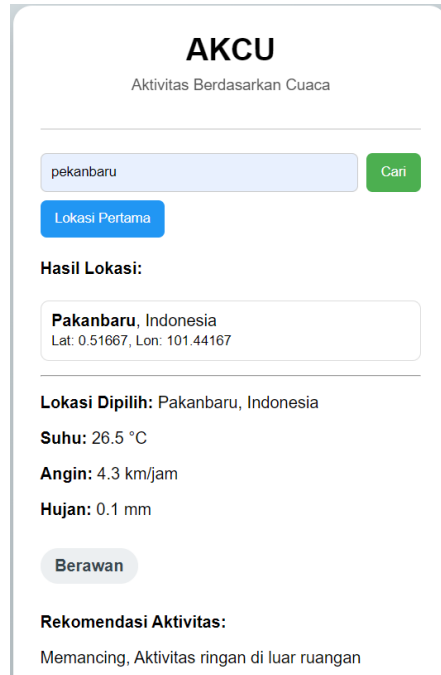 AKCU
Aktivitas Berdasarkan Cuaca
pekanbaru
Cari
Lokasi Pertama
Hasil Lokasi:
Pakanbaru, Indonesia
Lat: 0.51667, Lon: 101.44167
Lokasi Dipilih: Pakanbaru, Indonesia
Suhu: 26.5 °C
Angin: 4.3 km/jam
Hujan: 0.1 mm
Berawan
Rekomendasi Aktivitas:
Memancing, Aktivitas ringan di luar ruangan